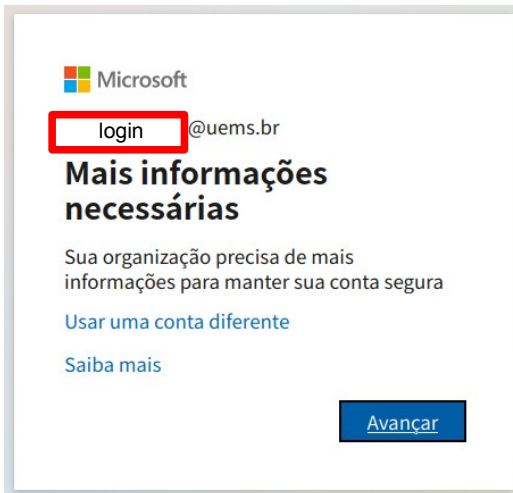 Microsoft
login @uems.br
Mais informações
necessárias
Sua organização precisa de mais
informações para manter sua conta segura
Usar uma conta diferente
Saiba mais
Avançar